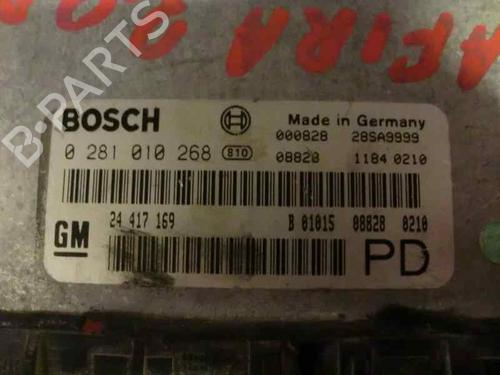 AFIRA 2
B-PARTS
BOSCH
Made in Germany
000828 28SA9999
0 281 010 268 810 08828 1184 0210
24 417 169 B 01015 08828 0210
GM
PD